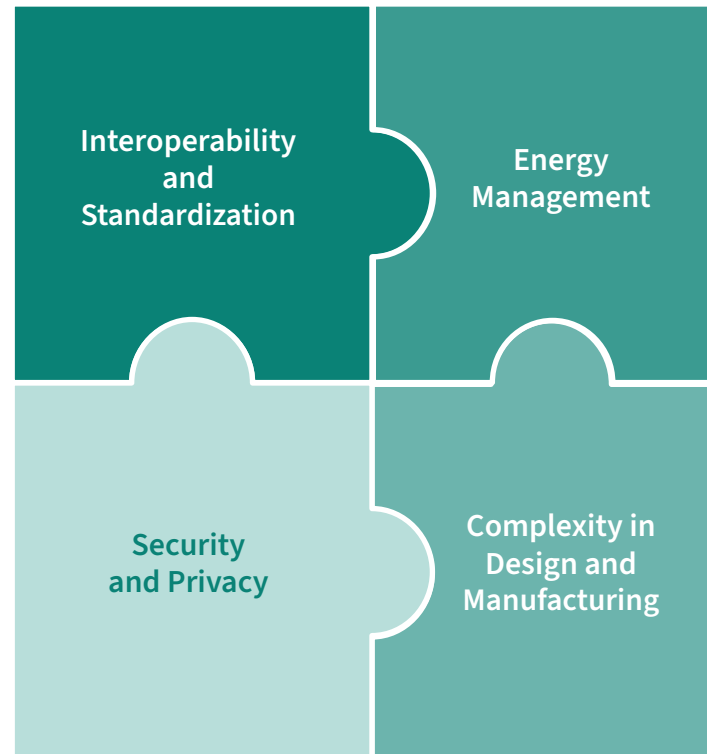 Interoperability
and
Standardization
Energy
Management
Security
and Privacy
Complexity in
Design and
Manufacturing